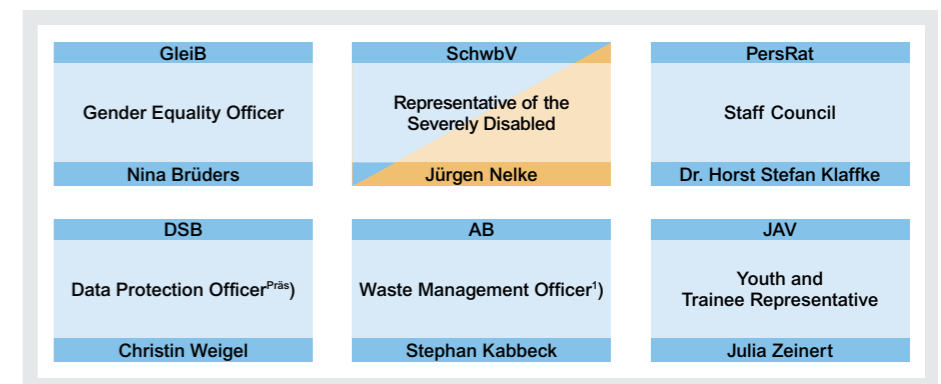 GleiB
Gender Equality Officer
Nina Brüders
SchwbV
Representative of the
Severely Disabled
Jürgen Nelke
PersRat
Staff Council
Dr. Horst Stefan Klaffke
DSB
Data Protection Officer^Präs)
Christin Weigel
AB
Waste Management Officer¹)
Stephan Kabbeck
JAV
Youth and
Trainee Representative
Julia Zeinert